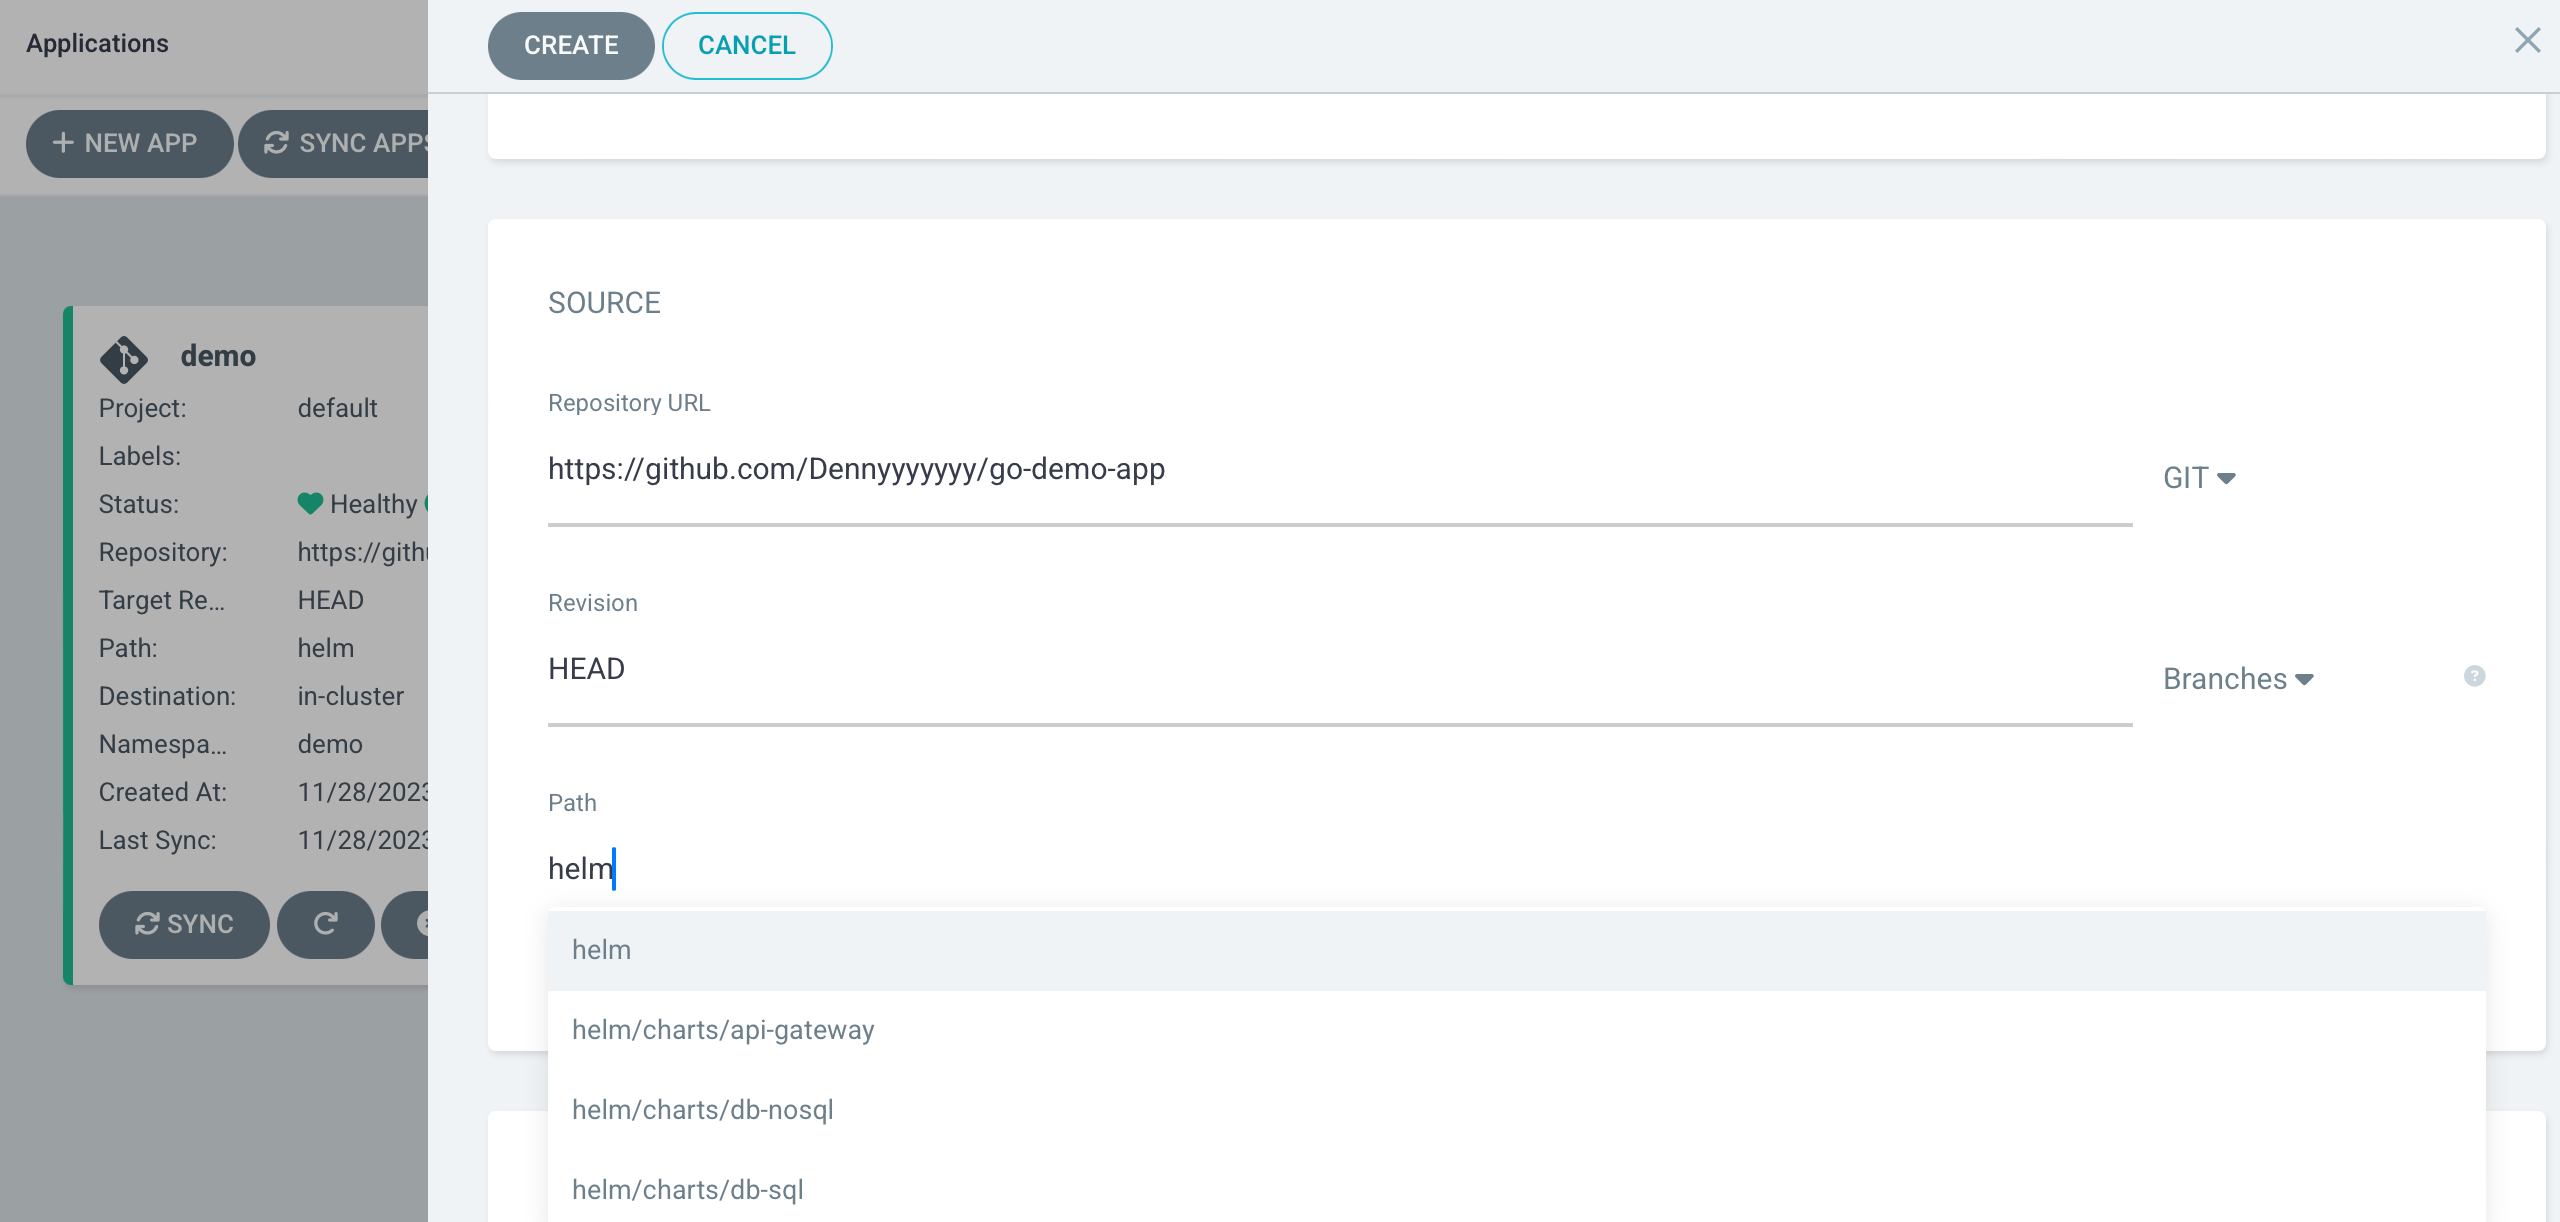 Applications
NEW APP
SYNC APPS
demo
Project: default
Labels:
Status: Healthy
Repository: https://githu
Target Re... HEAD
Path: helm
Destination: in-cluster
Namespa... demo
Created At: 11/28/2023
Last Sync: 11/28/2023
SYNC
CREATE
CANCEL
SOURCE
Repository URL
https://github.com/Dennyyyyyyy/go-demo-app
GIT
Revision
HEAD
Branches
?
Path
helm
helm
helm/charts/api-gateway
helm/charts/db-nosql
helm/charts/db-sql